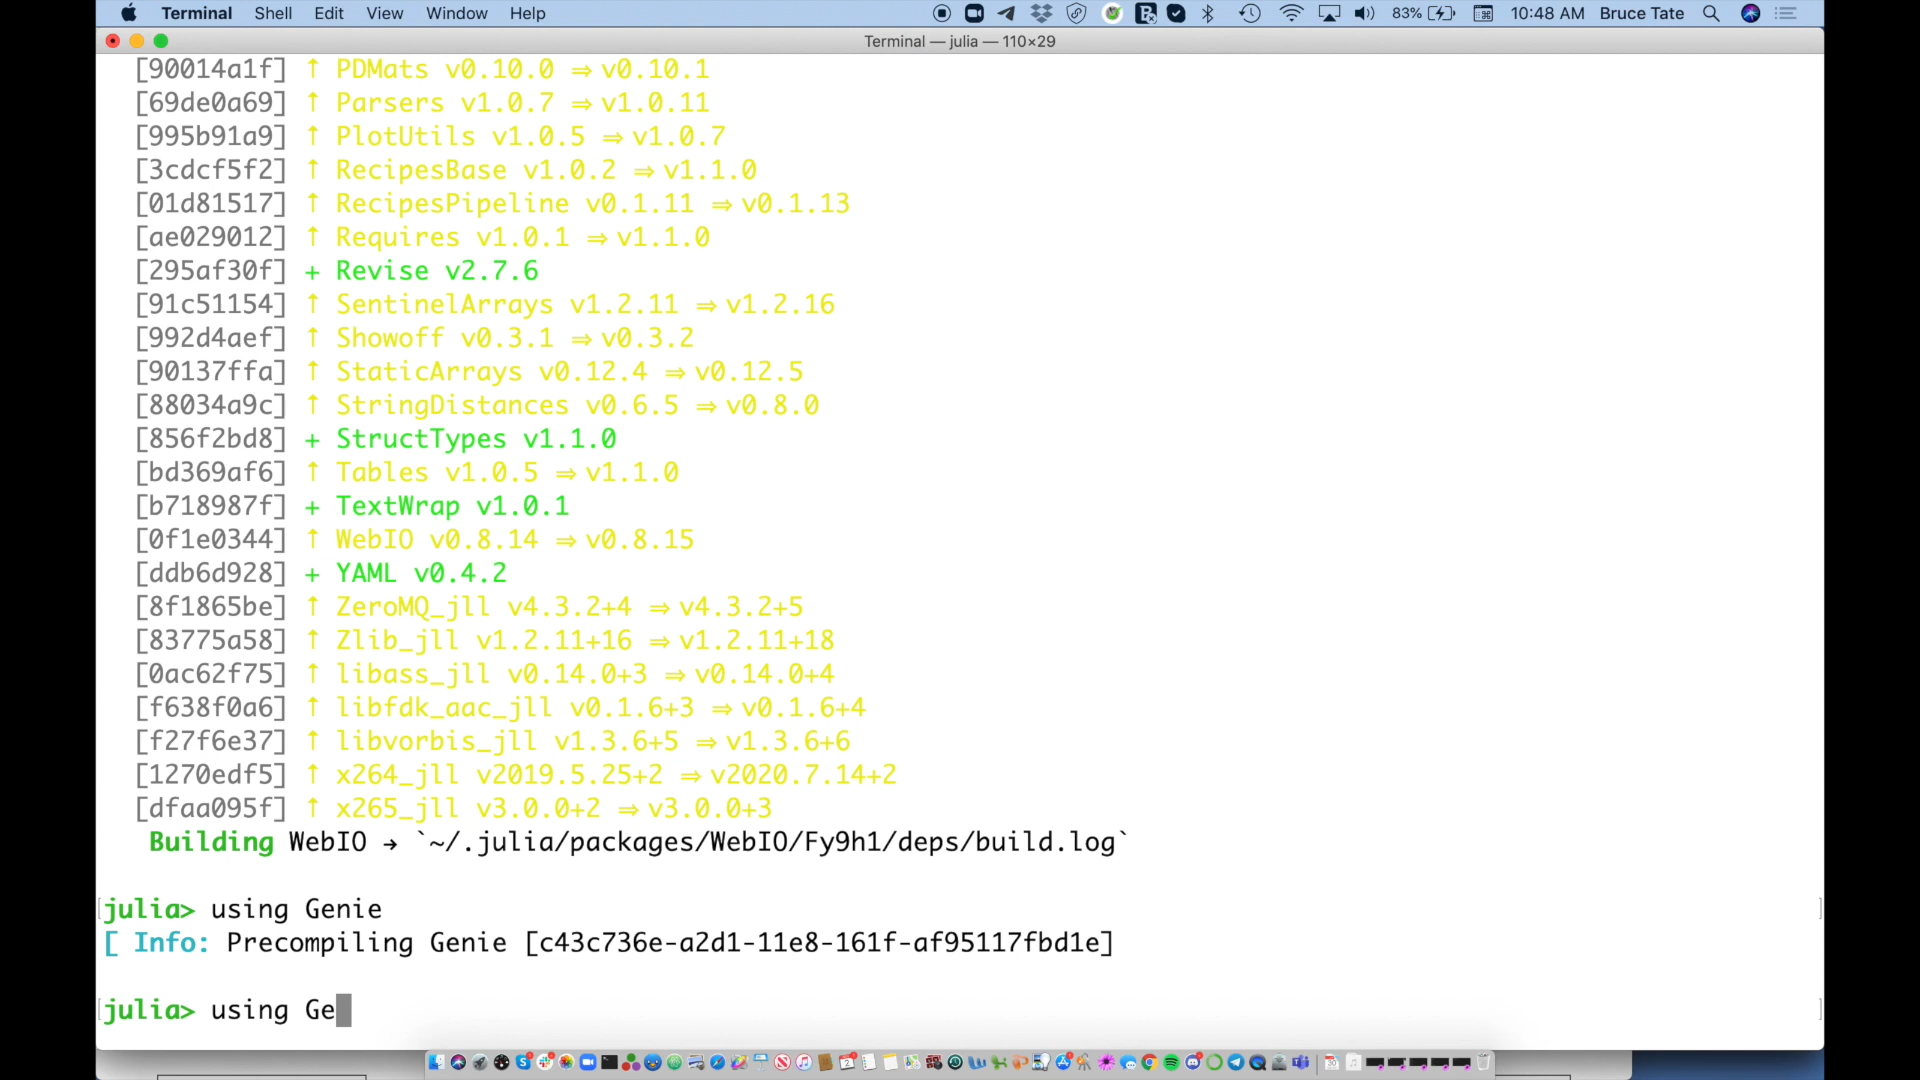 Terminal Shell Edit View Window Help 83% 10:48 AM Bruce Tate
Terminal — julia — 110×29
[90014a1f] ↑ PDMats v0.10.0 ⇒ v0.10.1
[69de0a69] ↑ Parsers v1.0.7 ⇒ v1.0.11
[995b91a9] ↑ PlotUtils v1.0.5 ⇒ v1.0.7
[3cdcf5f2] ↑ RecipesBase v1.0.2 ⇒ v1.1.0
[01d81517] ↑ RecipesPipeline v0.1.11 ⇒ v0.1.13
[ae029012] ↑ Requires v1.0.1 ⇒ v1.1.0
[295af30f] + Revise v2.7.6
[91c51154] ↑ SentinelArrays v1.2.11 ⇒ v1.2.16
[992d4aef] ↑ Showoff v0.3.1 ⇒ v0.3.2
[90137ffa] ↑ StaticArrays v0.12.4 ⇒ v0.12.5
[88034a9c] ↑ StringDistances v0.6.5 ⇒ v0.8.0
[856f2bd8] + StructTypes v1.1.0
[bd369af6] ↑ Tables v1.0.5 ⇒ v1.1.0
[b718987f] + TextWrap v1.0.1
[0f1e0344] ↑ WebIO v0.8.14 ⇒ v0.8.15
[ddb6d928] + YAML v0.4.2
[8f1865be] ↑ ZeroMQ_jll v4.3.2+4 ⇒ v4.3.2+5
[83775a58] ↑ Zlib_jll v1.2.11+16 ⇒ v1.2.11+18
[0ac62f75] ↑ libass_jll v0.14.0+3 ⇒ v0.14.0+4
[f638f0a6] ↑ libfdk_aac_jll v0.1.6+3 ⇒ v0.1.6+4
[f27f6e37] ↑ libvorbis_jll v1.3.6+5 ⇒ v1.3.6+6
[1270edf5] ↑ x264_jll v2019.5.25+2 ⇒ v2020.7.14+2
[dfaa095f] ↑ x265_jll v3.0.0+2 ⇒ v3.0.0+3
Building WebIO → `~/.julia/packages/WebIO/Fy9h1/deps/build.log`
julia> using Genie
[ Info: Precompiling Genie [c43c736e-a2d1-11e8-161f-af95117fbd1e]
julia> using Ge